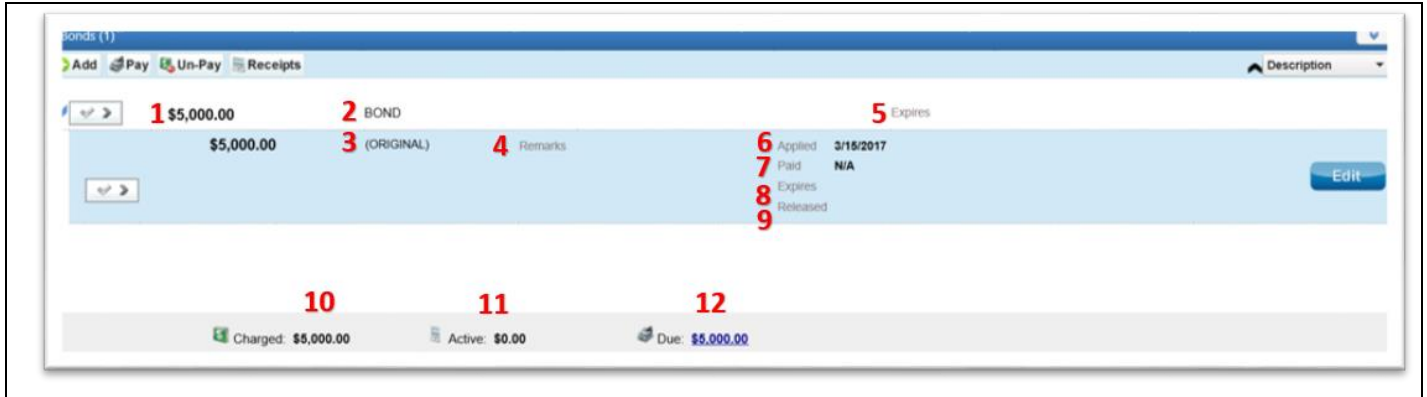 Bonds (1)
Add Pay Un-Pay Receipts Description
1 $5,000.00 2 BOND 5 Expires
$5,000.00 3 (ORIGINAL) 4 Remarks 6 Applied 3/15/2017
7 Paid N/A
Edit
8 Expires
9 Released
10 11 12
Charged: $5,000.00 Active: $0.00 Due: $5,000.00